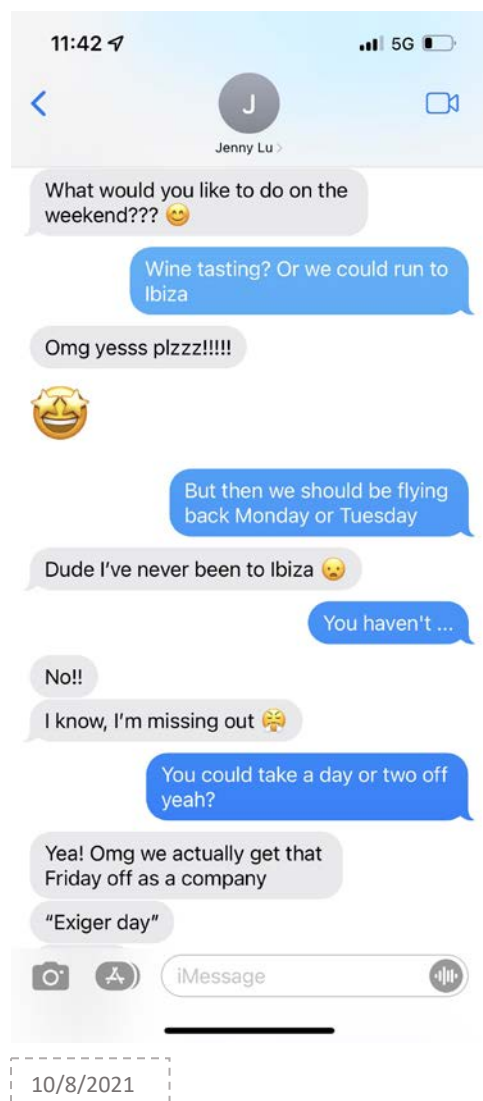 11:42
5G
J
Jenny Lu
What would you like to do on the
weekend??? 😊
Wine tasting? Or we could run to
Ibiza
Omg yesss plzzz!!!!!
🤩
But then we should be flying
back Monday or Tuesday
Dude I’ve never been to Ibiza 😦
You haven't ...
No!!
I know, I’m missing out 😤
You could take a day or two off
yeah?
Yea! Omg we actually get that
Friday off as a company
“Exiger day”
iMessage
10/8/2021